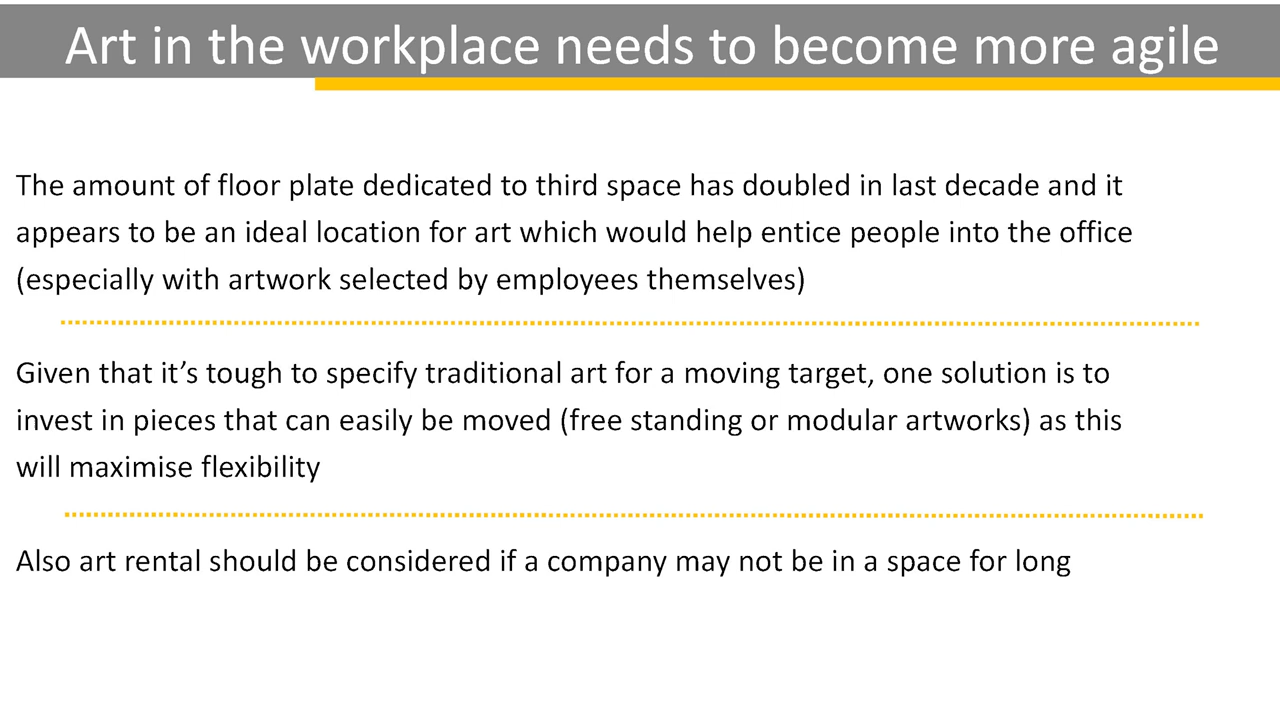 Art in the workplace needs to become more agile
The amount of floor plate dedicated to third space has doubled in last decade and it
appears to be an ideal location for art which would help entice people into the office
(especially with artwork selected by employees themselves)
Given that it’s tough to specify traditional art for a moving target, one solution is to
invest in pieces that can easily be moved (free standing or modular artworks) as this
will maximise flexibility
Also art rental should be considered if a company may not be in a space for long